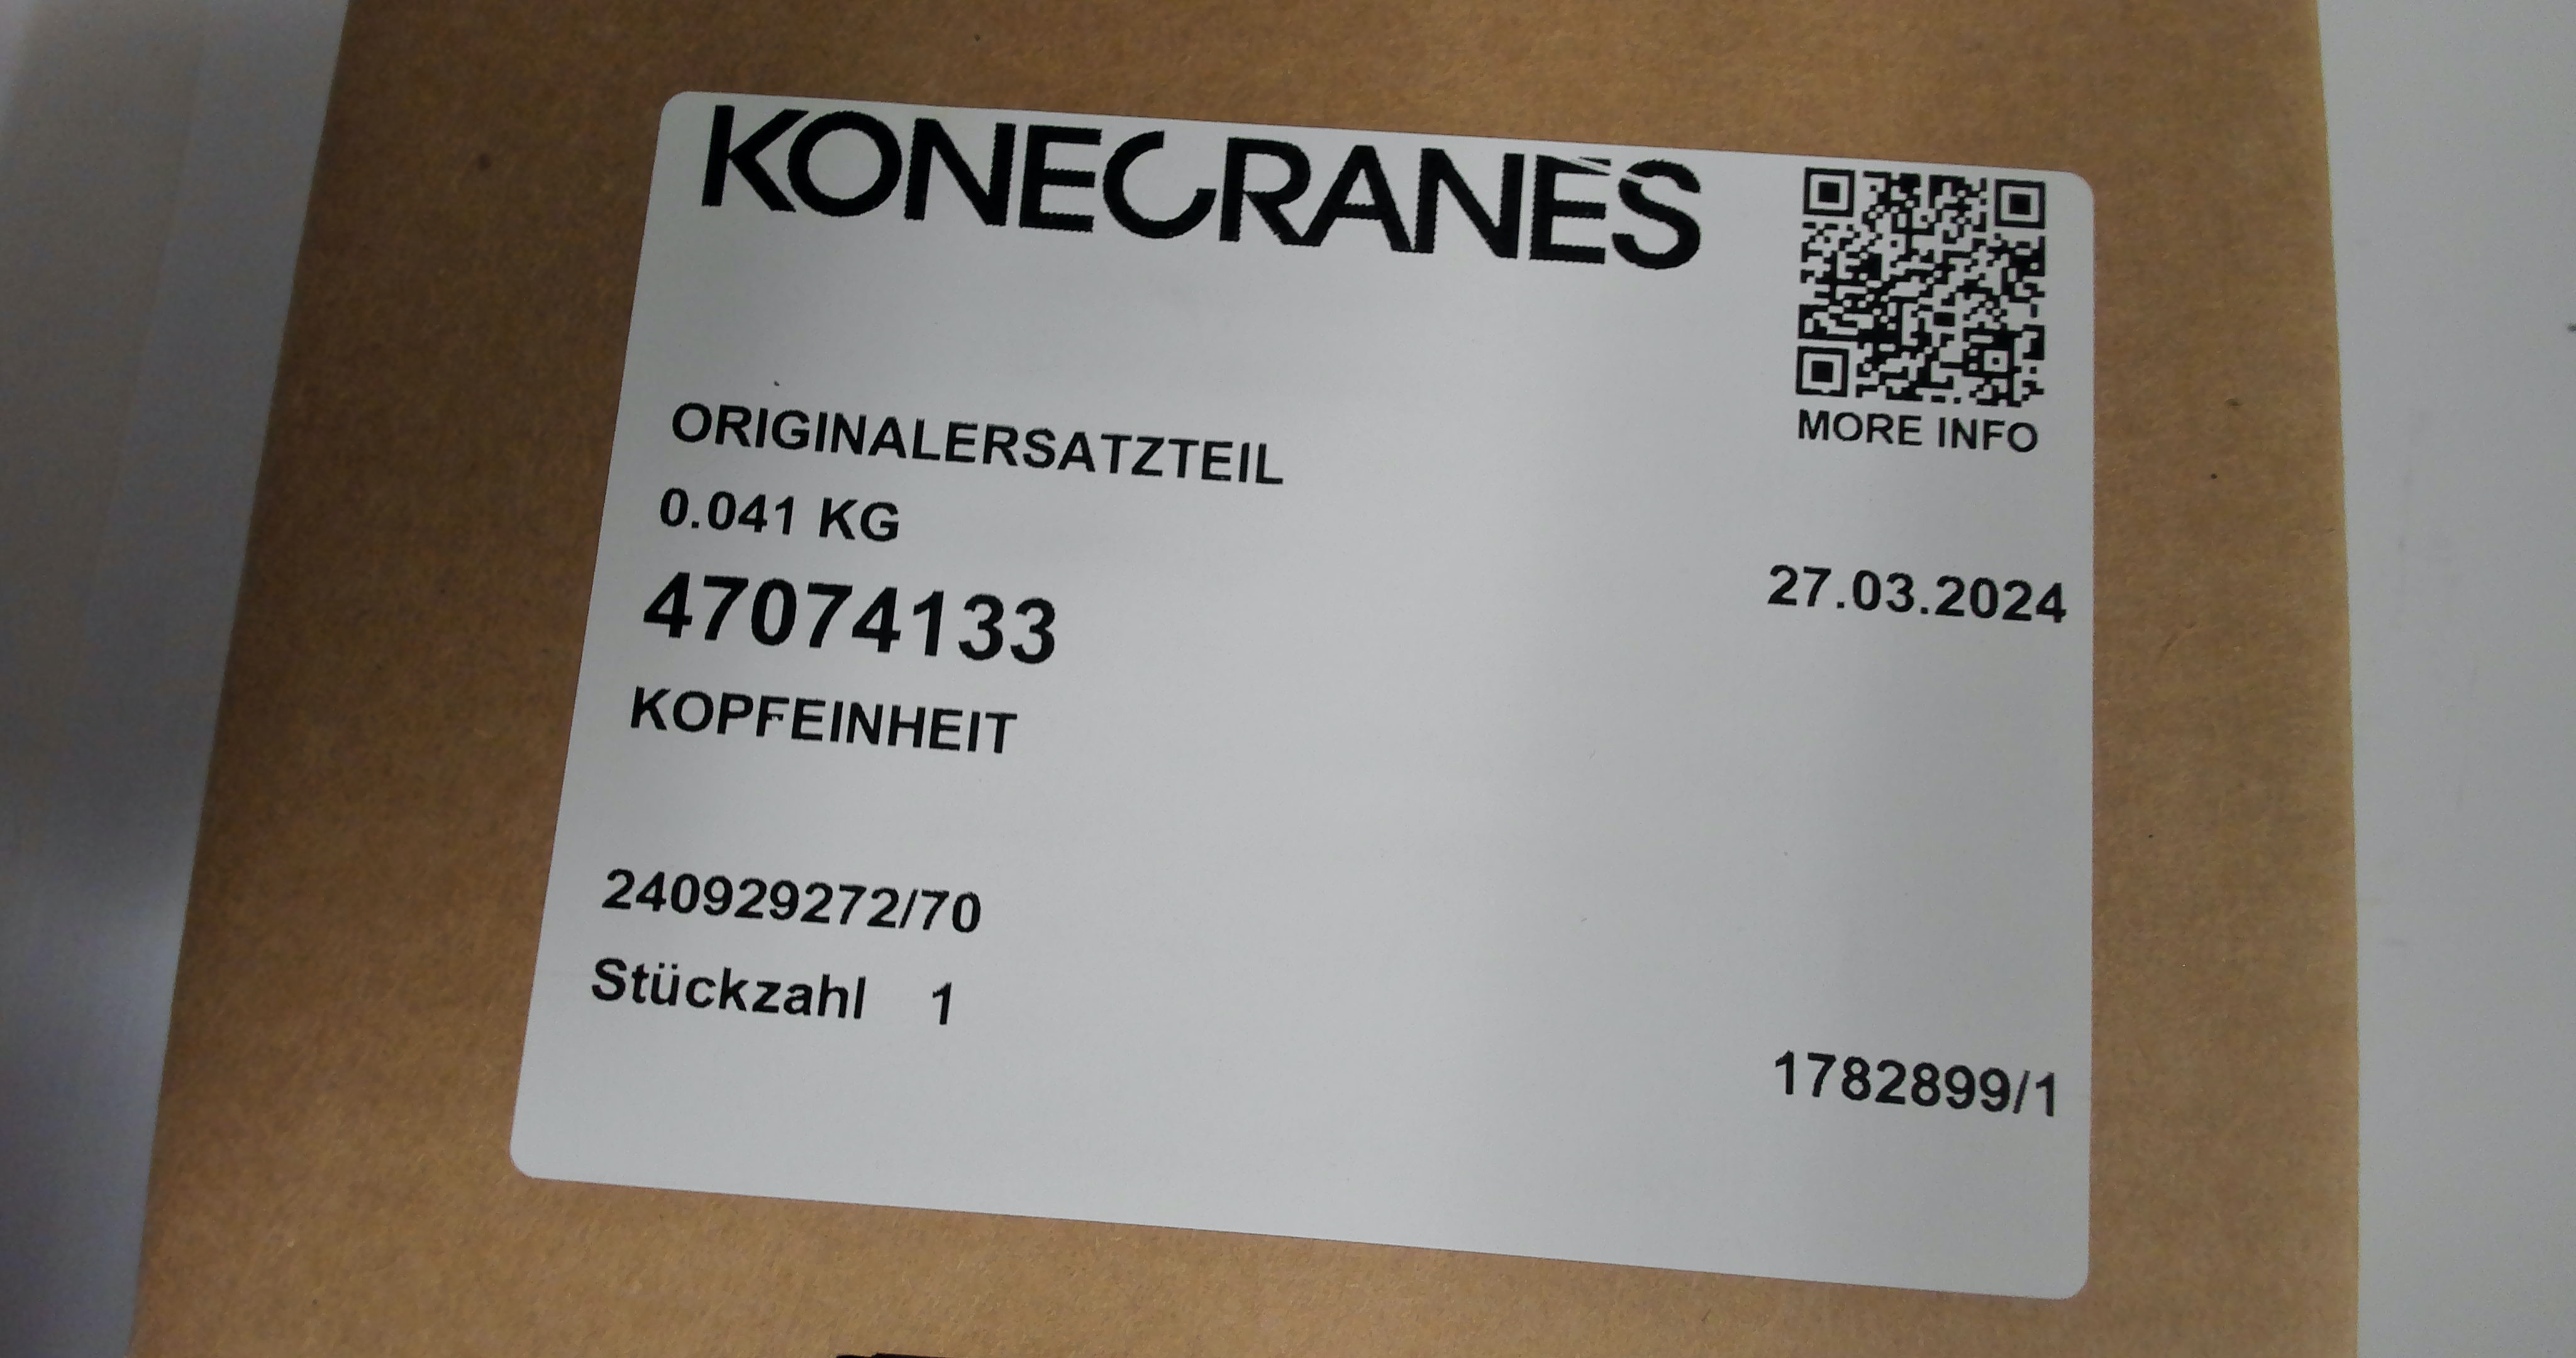 KONECRANES
MORE INFO
ORIGINALERSATZTEIL
0.041 KG
47074133
27.03.2024
KOPFEINHEIT
240929272/70
Stückzahl 1
1782899/1